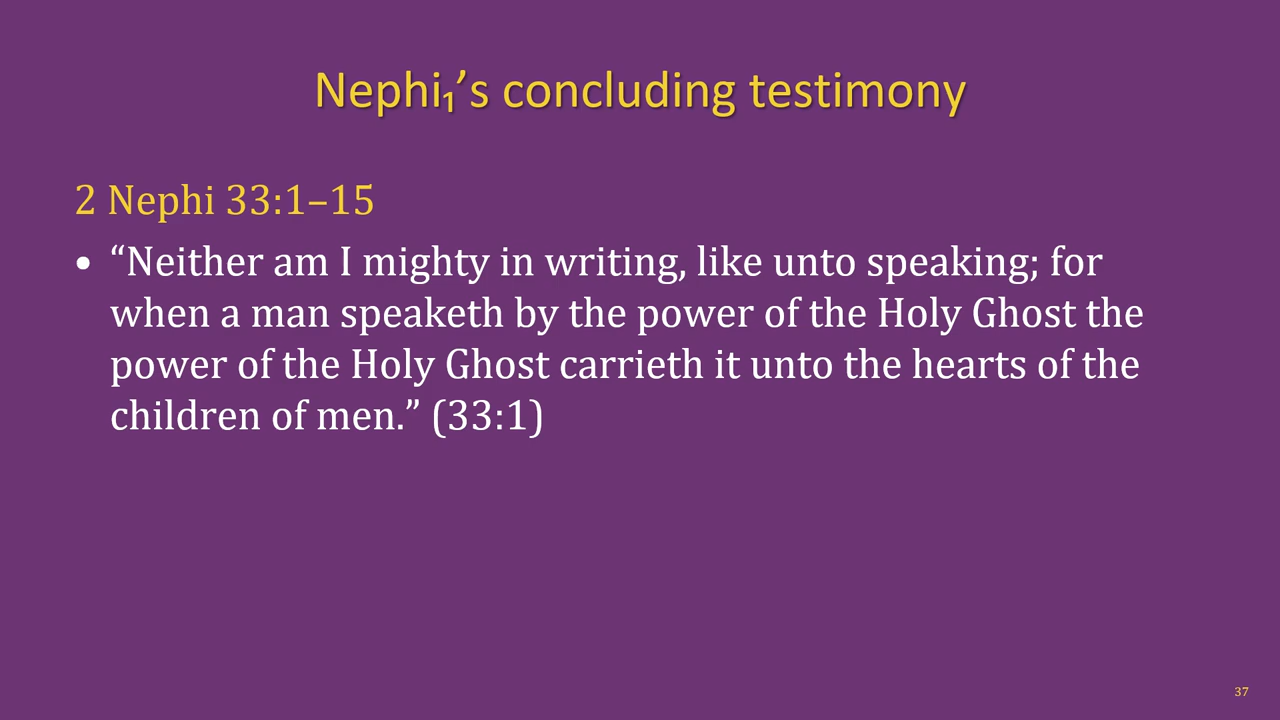 Nephi₁’s concluding testimony
2 Nephi 33:1–15
• “Neither am I mighty in writing, like unto speaking; for
when a man speaketh by the power of the Holy Ghost the
power of the Holy Ghost carrieth it unto the hearts of the
children of men.” (33:1)
37